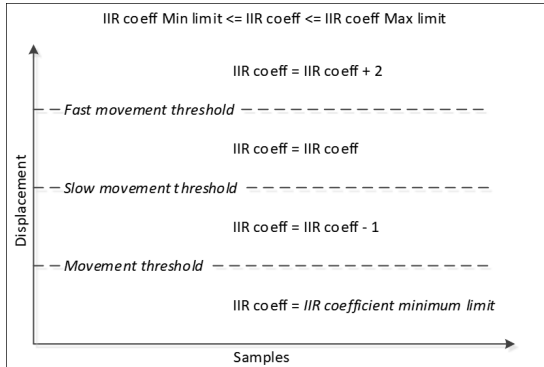 IIR coeff Min limit <= IIR coeff <= IIR coeff Max limit
IIR coeff = IIR coeff + 2
Fast movement threshold
IIR coeff = IIR coeff
Slow movement threshold
IIR coeff = IIR coeff - 1
Movement threshold
IIR coeff = IIR coefficient minimum limit
Displacement
Samples